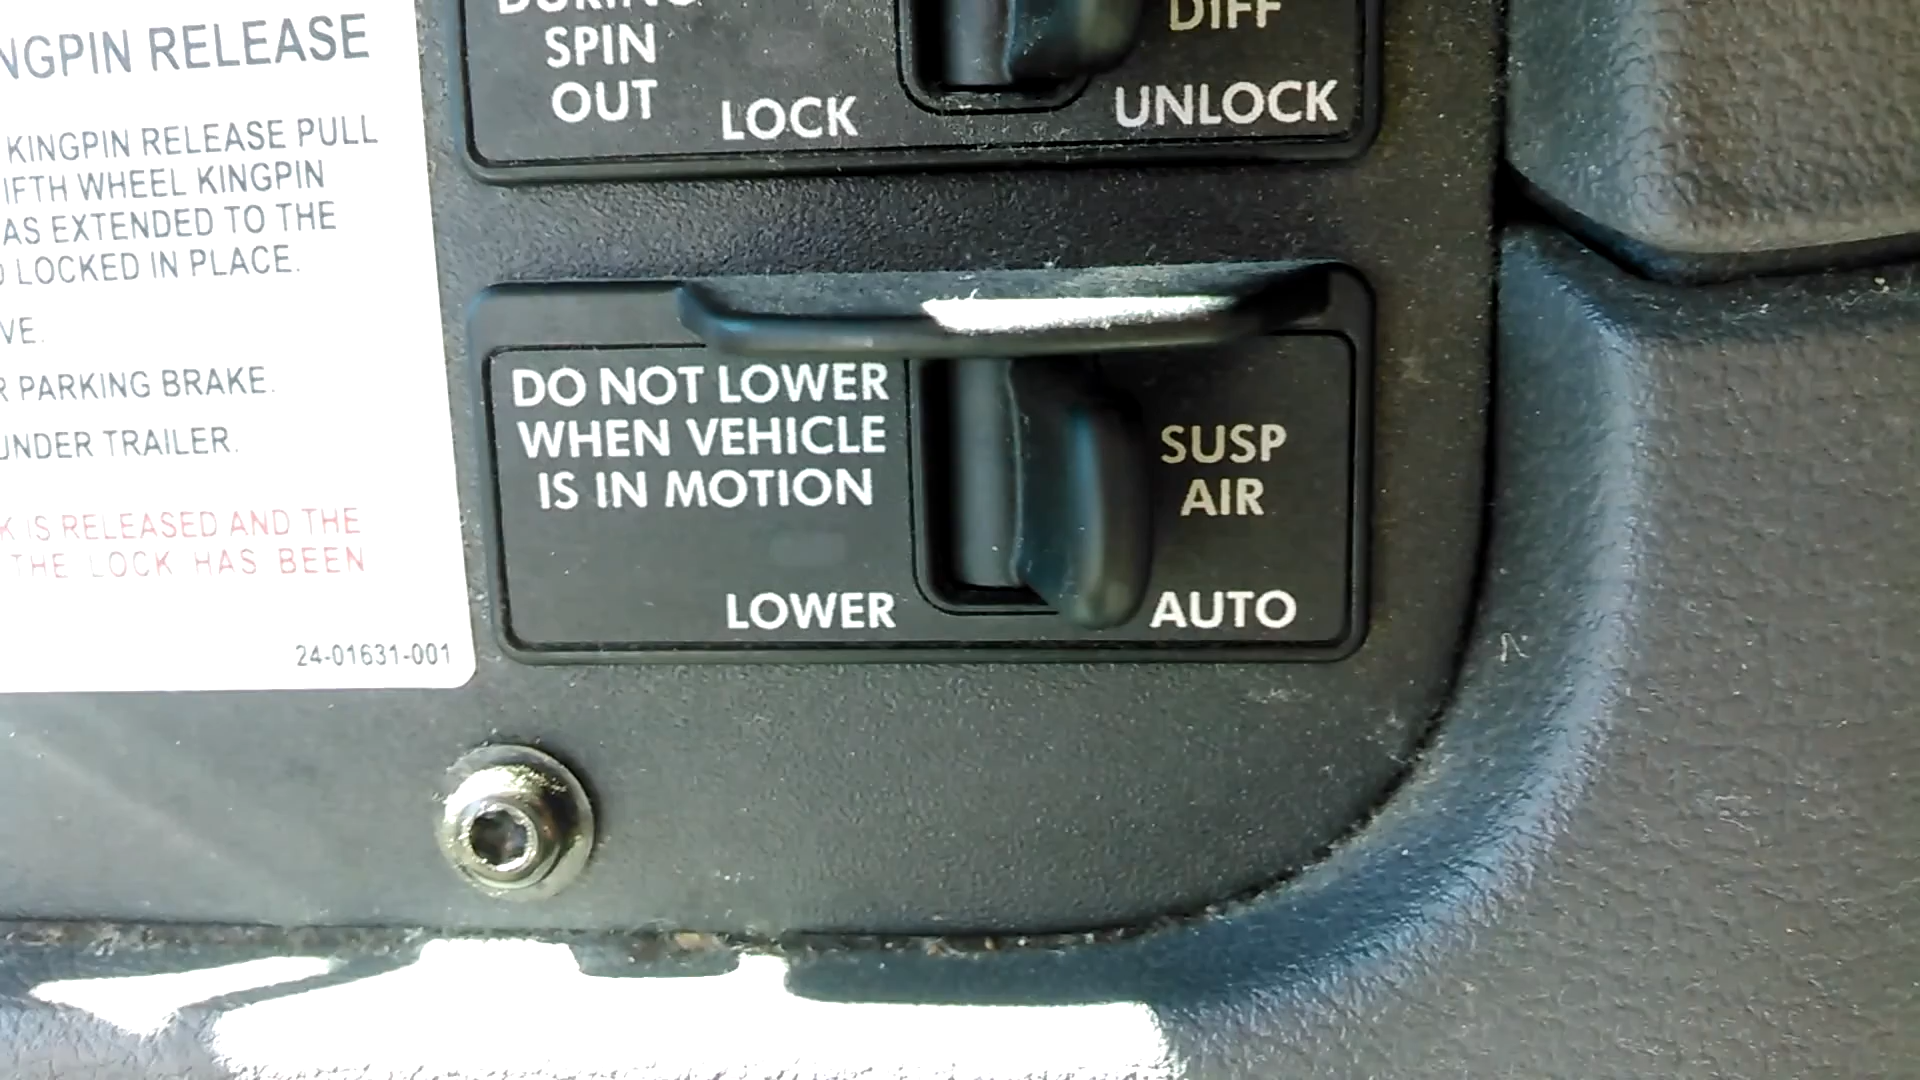 NGPIN RELEASE
KINGPIN RELEASE PULL
IFTH WHEEL KINGPIN
AS EXTENDED TO THE
LOCKED IN PLACE.
VE.
R PARKING BRAKE.
UNDER TRAILER.
K IS RELEASED AND THE
THE LOCK HAS BEEN
24-01631-001
DURING
SPIN
OUT
LOCK
DIFF
UNLOCK
DO NOT LOWER
WHEN VEHICLE
IS IN MOTION
LOWER
SUSP
AIR
AUTO